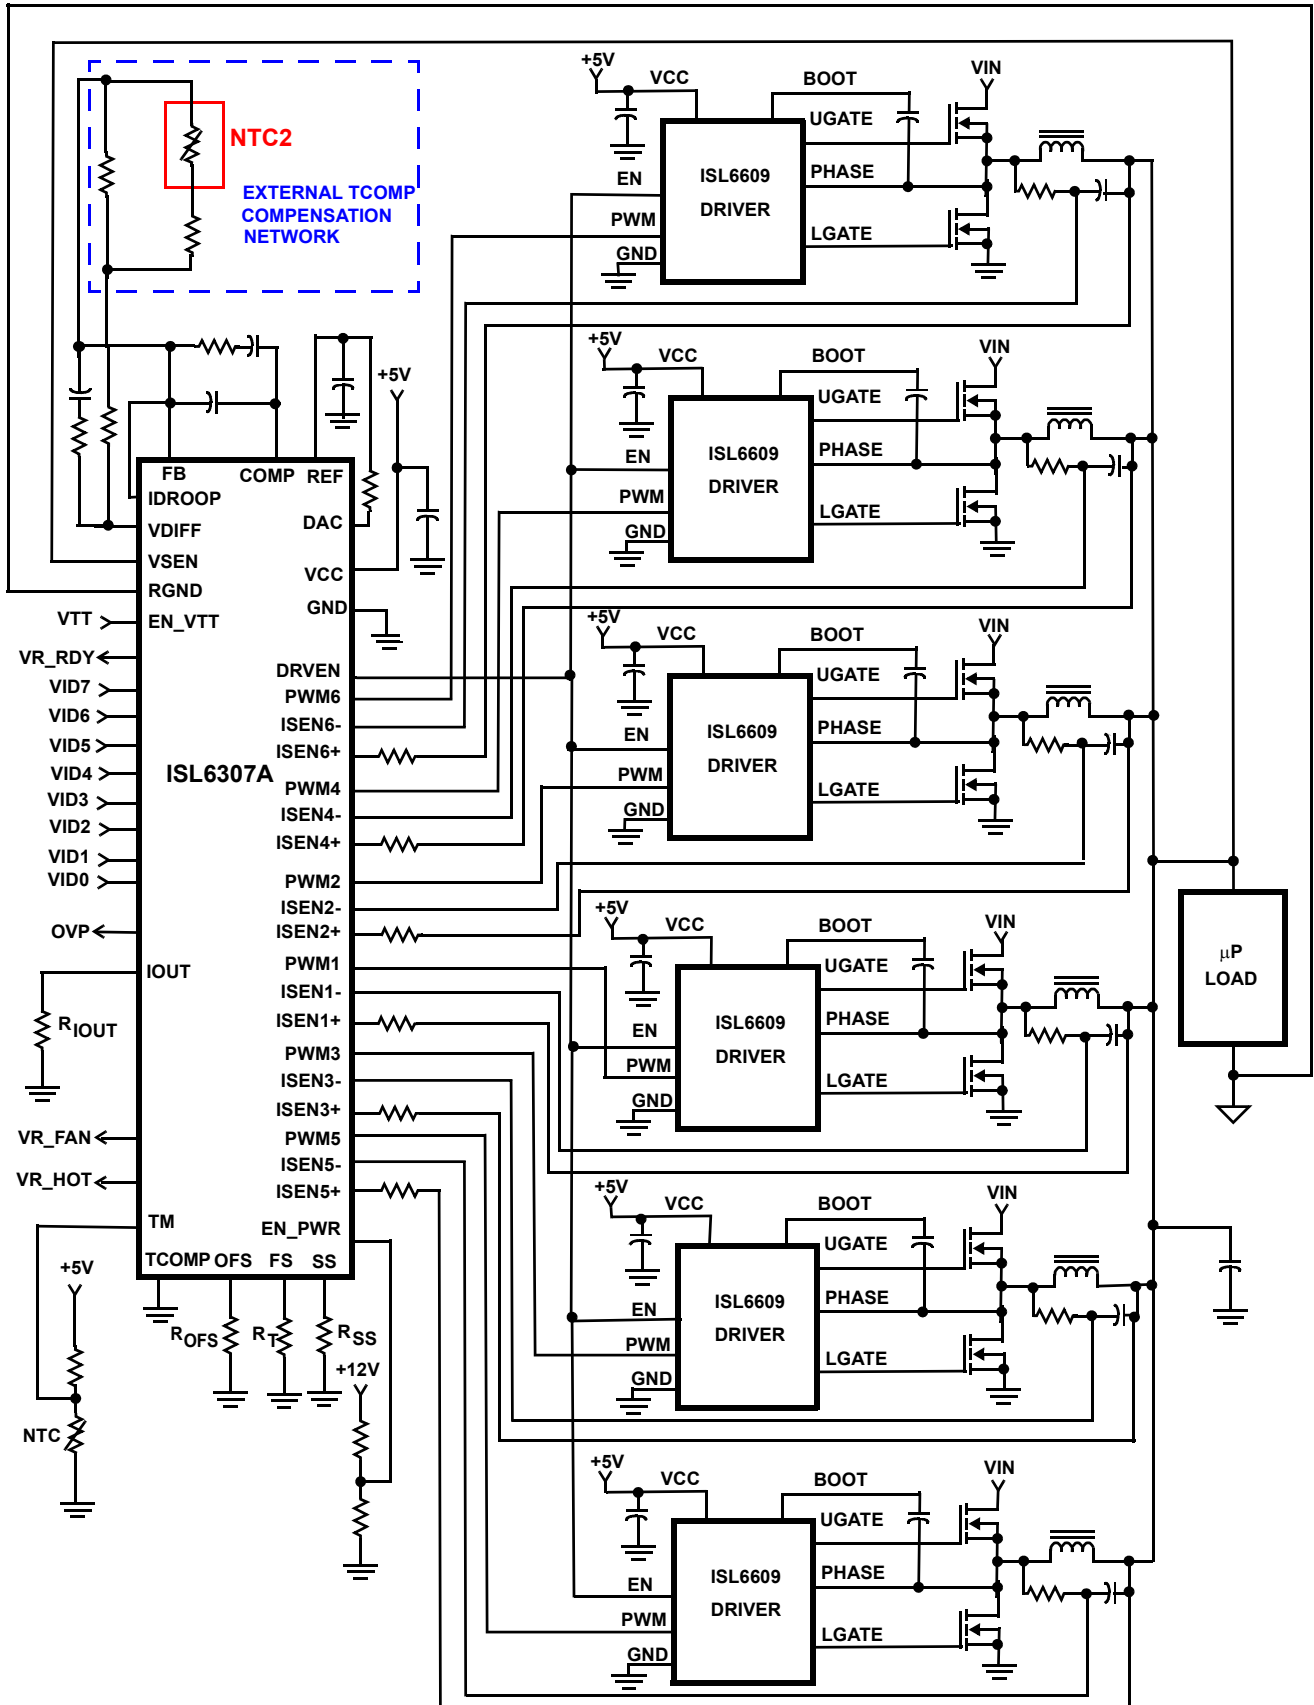 NTC2
EXTERNAL TCOMP
COMPENSATION
NETWORK
+5V
FB
COMP
REF
IDROOP
VDIFF
VSEN
RGND
EN_VTT
DAC
VCC
GND
VTT
VR_RDY
VID7
VID6
VID5
VID4
VID3
VID2
VID1
VID0
OVP
IOUT
RIOUT
VR_FAN
VR_HOT
TM
ISL6307A
DRVEN
PWM6
ISEN6-
ISEN6+
PWM4
ISEN4-
ISEN4+
PWM2
ISEN2-
ISEN2+
PWM1
ISEN1-
ISEN1+
PWM3
ISEN3-
ISEN3+
PWM5
ISEN5-
ISEN5+
EN_PWR
TCOMP
OFS
FS
SS
+5V
NTC
ROFS
RT
RSS
+12V
+5V
VCC
BOOT
VIN
UGATE
EN
ISL6609
DRIVER
PHASE
PWM
LGATE
GND
+5V
VCC
BOOT
VIN
UGATE
EN
ISL6609
DRIVER
PHASE
PWM
LGATE
GND
+5V
VCC
BOOT
VIN
UGATE
EN
ISL6609
DRIVER
PHASE
PWM
LGATE
GND
+5V
VCC
BOOT
VIN
UGATE
EN
ISL6609
DRIVER
PHASE
PWM
LGATE
GND
+5V
VCC
BOOT
VIN
UGATE
EN
ISL6609
DRIVER
PHASE
PWM
LGATE
GND
+5V
VCC
BOOT
VIN
UGATE
EN
ISL6609
DRIVER
PHASE
PWM
LGATE
GND
µP
LOAD